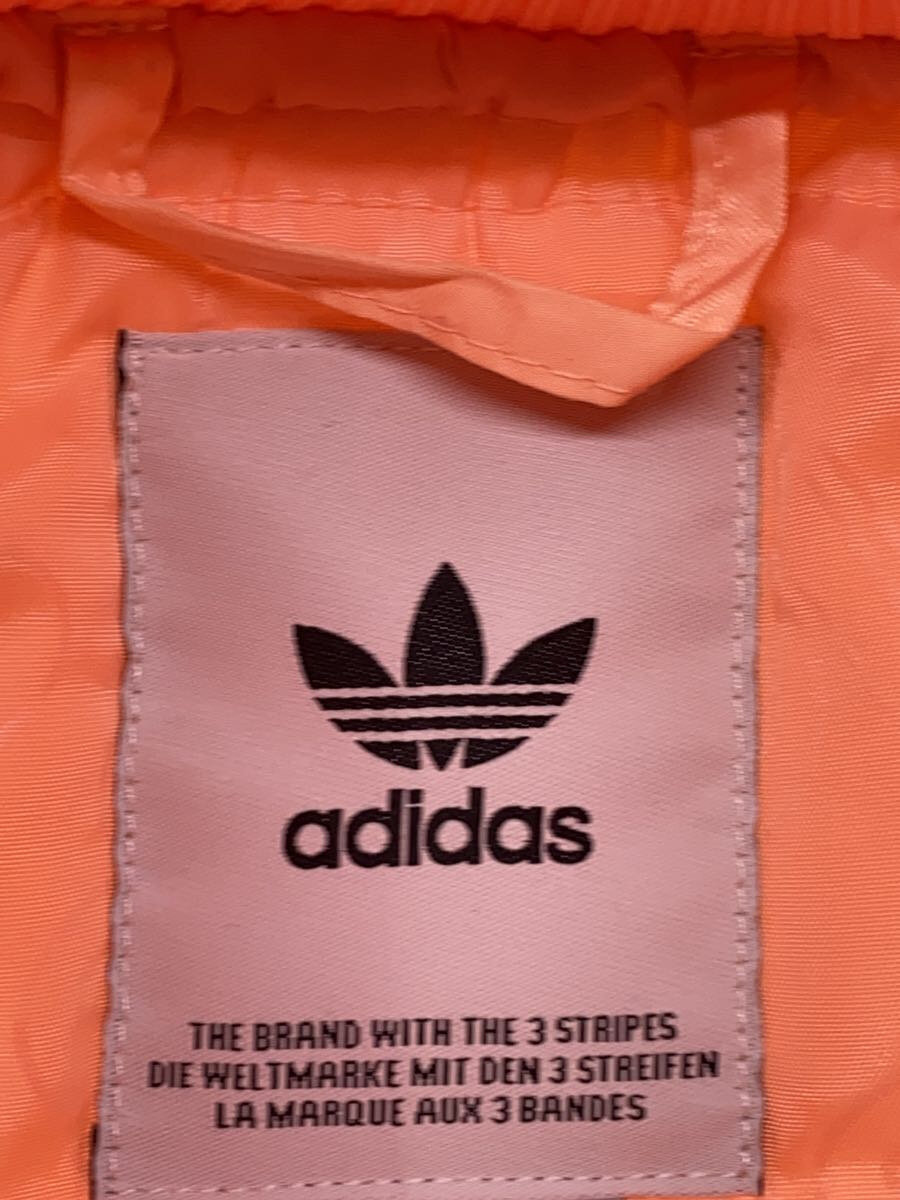 adidas
THE BRAND WITH THE 3 STRIPES
DIE WELTMARKE MIT DEN 3 STREIFEN
LA MARQUE AUX 3 BANDES